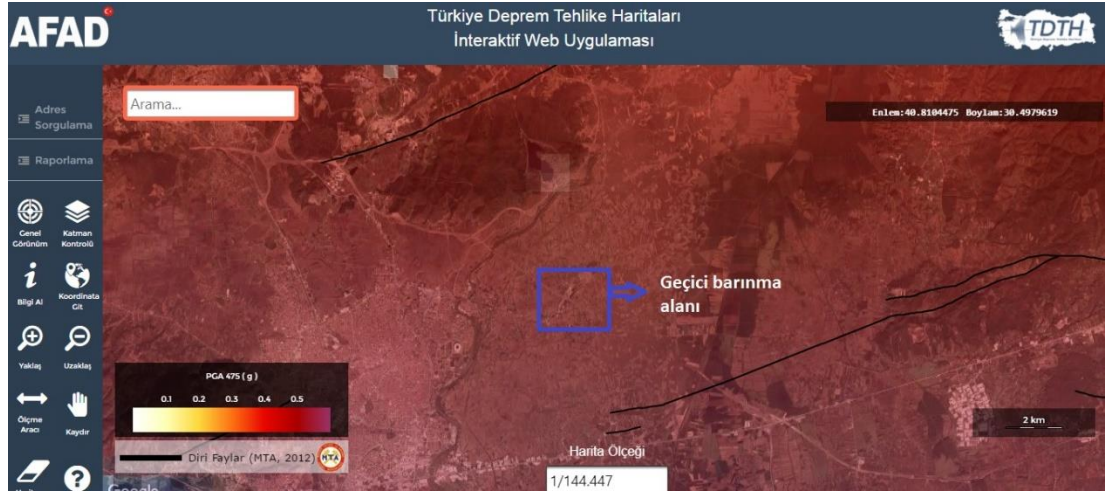 AFAD
Türkiye Deprem Tehlike Haritaları
İnteraktif Web Uygulaması
TDTH
Adres
Sorgulama
Arama...
Enlem:40.8104475 Boylam:30.4979619
Raporlama
Genel
Görünüm
Katman
Kontrolü
Bilgi Al
Koordinata
Git
Geçici barınma
alanı
Yaklaş
Uzaklaş
PGA 475 ( g )
0.1 0.2 0.3 0.4 0.5
Ölçme
Aracı
Kaydır
2 km
Diri Faylar (MTA, 2012)
MTA
Harita Ölçeği
1/144.447
Google